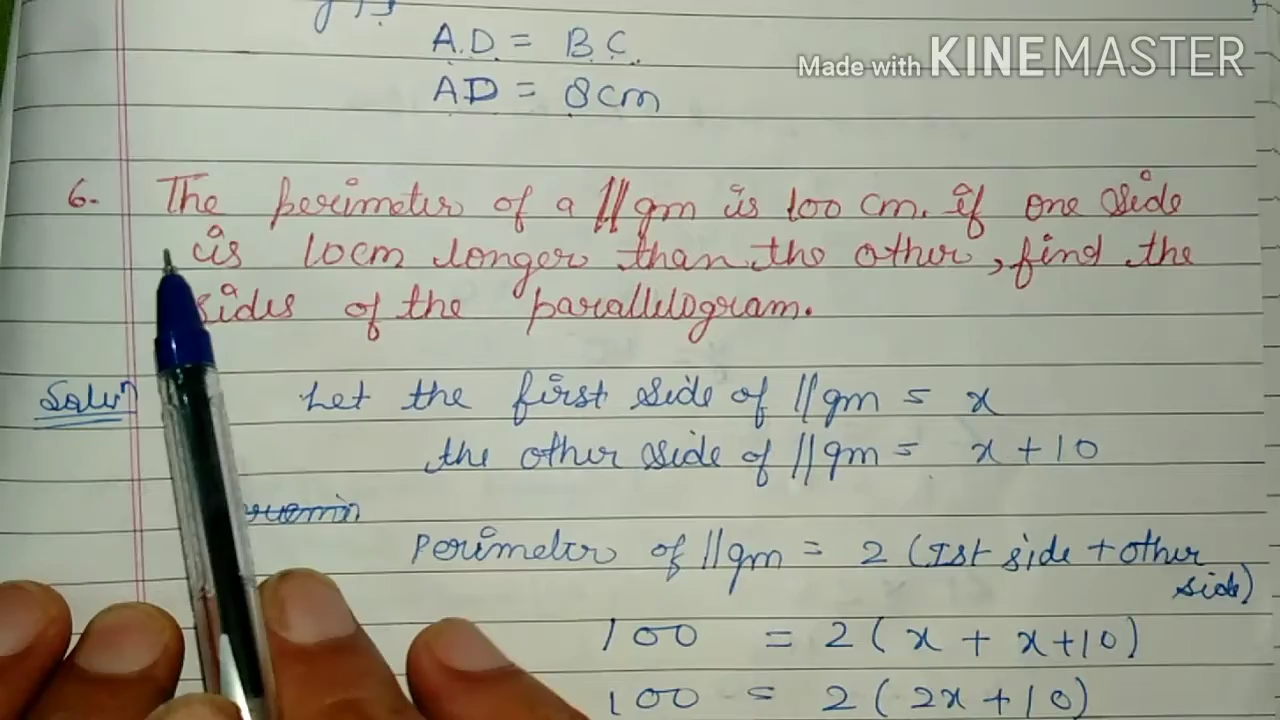 A.D = B.C.
AD = 8cm
Made with KINEMASTER
6. The perimeter of a ||gm is 100 cm. if one side
is 10cm longer than the other, find the
sides of the parallelogram.
Solun Let the first side of ||gm = x
the other side of ||gm = x + 10
Perimeter of ||gm = 2 (Ist side + other
side)
100 = 2 ( x + x+10)
100 = 2 ( 2x + 10)